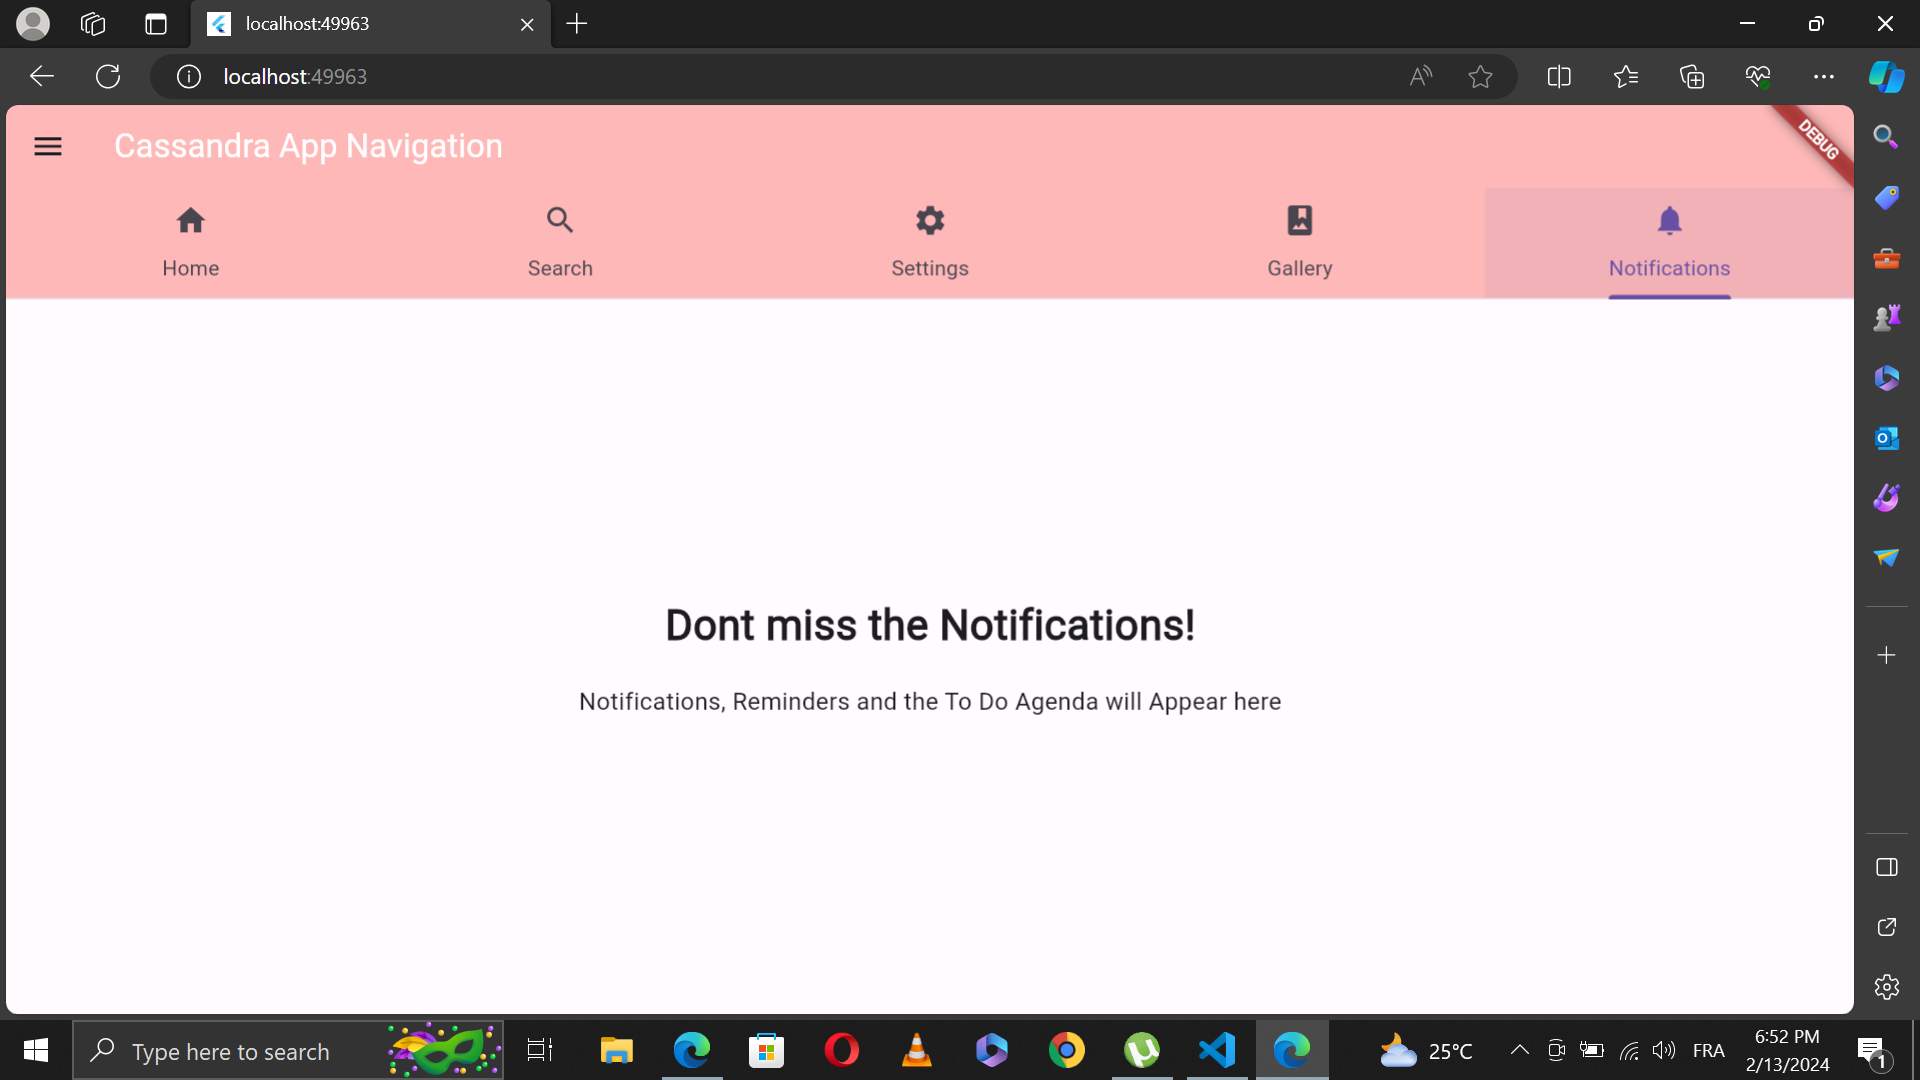 localhost:49963
localhost:49963
Cassandra App Navigation
DEBUG
Home
Search
Settings
Gallery
Notifications
Dont miss the Notifications!
Notifications, Reminders and the To Do Agenda will Appear here
Type here to search
25°C
FRA
6:52 PM
2/13/2024
1